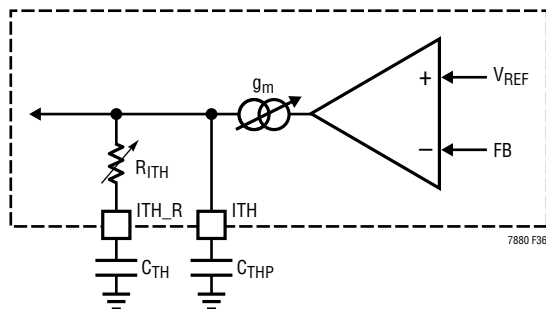 gm
+
VREF
−
FB
RITH
ITH_R
ITH
7880 F36
CTH
CTHP